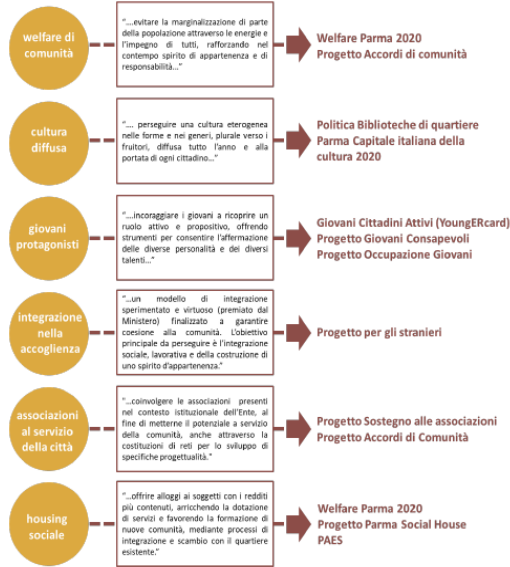 welfare di
comunità
"....evitare la marginalizzazione di parte
della popolazione attraverso le energie e
l'impegno di tutti, rafforzando nel
contempo spirito di appartenenza e di
responsabilità..."
Welfare Parma 2020
Progetto Accordi di comunità
cultura
diffusa
".... perseguire una cultura eterogenea
nelle forme e nei generi, plurale verso i
fruitori, diffusa tutto l'anno e alla
portata di ogni cittadino..."
Politica Biblioteche di quartiere
Parma Capitale italiana della
cultura 2020
giovani
protagonisti
"....incoraggiare i giovani a ricoprire un
ruolo attivo e propositivo, offrendo
strumenti per consentire l'affermazione
delle diverse personalità e dei diversi
talenti..."
Giovani Cittadini Attivi (YoungERcard)
Progetto Giovani Consapevoli
Progetto Occupazione Giovani
integrazione
nella
accoglienza
"...un modello di integrazione
sperimentato e virtuoso (premiato dal
Ministero) finalizzato a garantire
coesione alla comunità. L'obiettivo
principale da perseguire è l'integrazione
sociale, lavorativa e della costruzione di
uno spirito d'appartenenza."
Progetto per gli stranieri
associazioni
al servizio
della città
"...coinvolgere le associazioni presenti
nel contesto istituzionale dell'Ente, al
fine di metterne il potenziale a servizio
della comunità, anche attraverso la
costituzioni di reti per lo sviluppo di
specifiche progettualità."
Progetto Sostegno alle associazioni
Progetto Accordi di Comunità
housing
sociale
"...offrire alloggi ai soggetti con i redditi
più contenuti, arricchendo la dotazione
di servizi e favorendo la formazione di
nuove comunità, mediante processi di
integrazione e scambio con il quartiere
esistente."
Welfare Parma 2020
Progetto Parma Social House
PAES